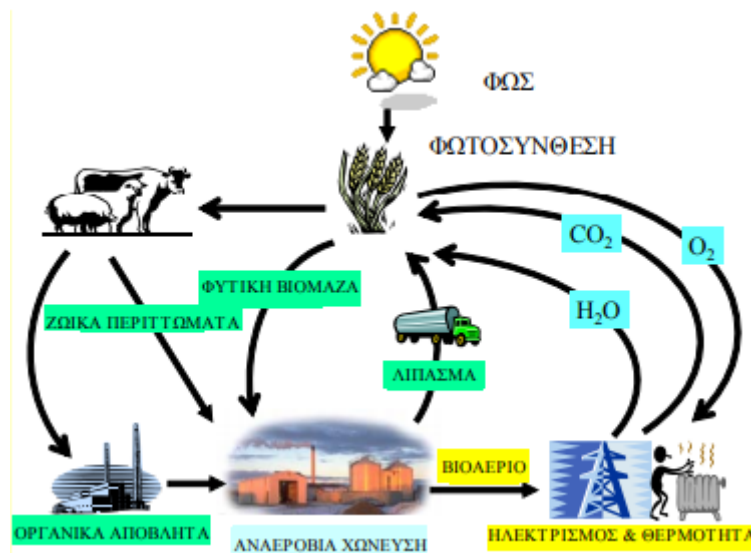 ΦΩΣ
ΦΩΤΟΣΥΝΘΕΣΗ
CO2
O2
ΦΥΤΙΚΗ ΒΙΟΜΑΖΑ
H2O
ΖΩΙΚΑ ΠΕΡΙΤΤΩΜΑΤΑ
ΛΙΠΑΣΜΑ
ΒΙΟΑΕΡΙΟ
ΟΡΓΑΝΙΚΑ ΑΠΟΒΛΗΤΑ
ΑΝΑΕΡΟΒΙΑ ΧΩΝΕΥΣΗ
ΗΛΕΚΤΡΙΣΜΟΣ & ΘΕΡΜΟΤΗΤΑ